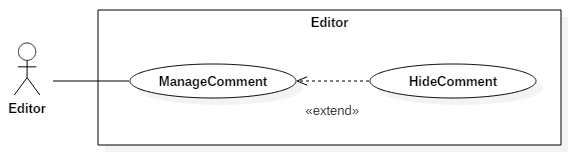 Editor
ManageComment
HideComment
Editor
«extend»